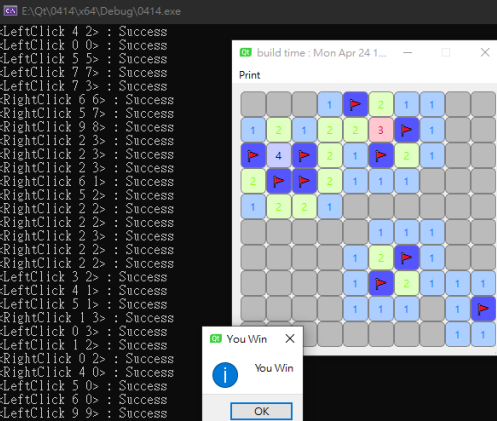 E:\Qt\0414\x64\Debug\0414.exe
<LeftClick 4 2> : Success
<LeftClick 0 0> : Success
<LeftClick 5 5> : Success
<LeftClick 7 7> : Success
<LeftClick 7 3> : Success
<RightClick 6 6> : Success
<RightClick 5 7> : Success
<RightClick 9 8> : Success
<RightClick 2 3> : Success
<RightClick 2 3> : Success
<RightClick 2 3> : Success
<RightClick 6 1> : Success
<RightClick 5 2> : Success
<RightClick 2 2> : Success
<RightClick 2 3> : Success
<RightClick 2 2> : Success
<RightClick 2 2> : Success
<LeftClick 3 2> : Success
<LeftClick 4 1> : Success
<LeftClick 5 1> : Success
<RightClick 1 3> : Success
<LeftClick 0 3> : Success
<LeftClick 1 2> : Success
<RightClick 0 2> : Success
<RightClick 4 0> : Success
<LeftClick 5 0> : Success
<LeftClick 6 0> : Success
<LeftClick 9 9> : Success
build time : Mon Apr 24 1...
Print
1 2 1 1
1 2 1 2 2 3 1
4 2 1 2 1
2 2 1 1 1
1 2 2 1
1 1 1
1 2 1
1 2 1 1 1
1 1 1 1
1 1
You Win
You Win
OK